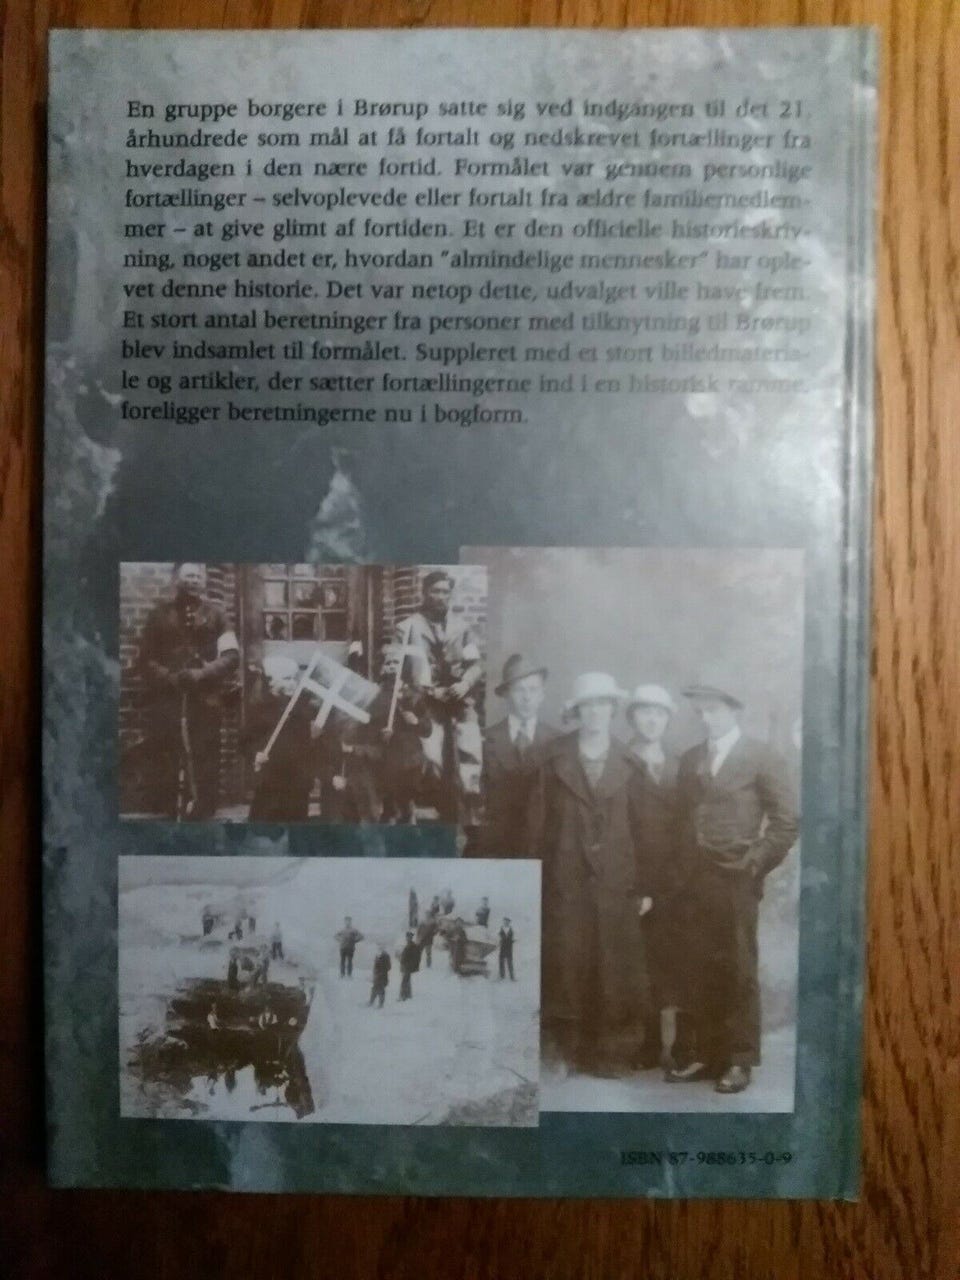 En gruppe borgere i Brørup satte sig ved indgangen til det 21.
århundrede som mål at få fortalt og nedskrevet fortællinger fra
hverdagen i den nære fortid. Formålet var gennem personlige
fortællinger – selvoplevede eller fortalt fra ældre familiemedlem-
mer – at give glimt af fortiden. Et er den officielle historieskriv-
ning, noget andet er, hvordan "almindelige mennesker" har ople-
vet denne historie. Det var netop dette, udvalget ville have frem.
Et stort antal beretninger fra personer med tilknytning til Brørup
blev indsamlet til formålet. Suppleret med et stort billedmateria-
le og artikler, der sætter fortællingerne ind i en historisk ramme,
foreligger beretningerne nu i bogform.
ISBN 87-988635-0-9